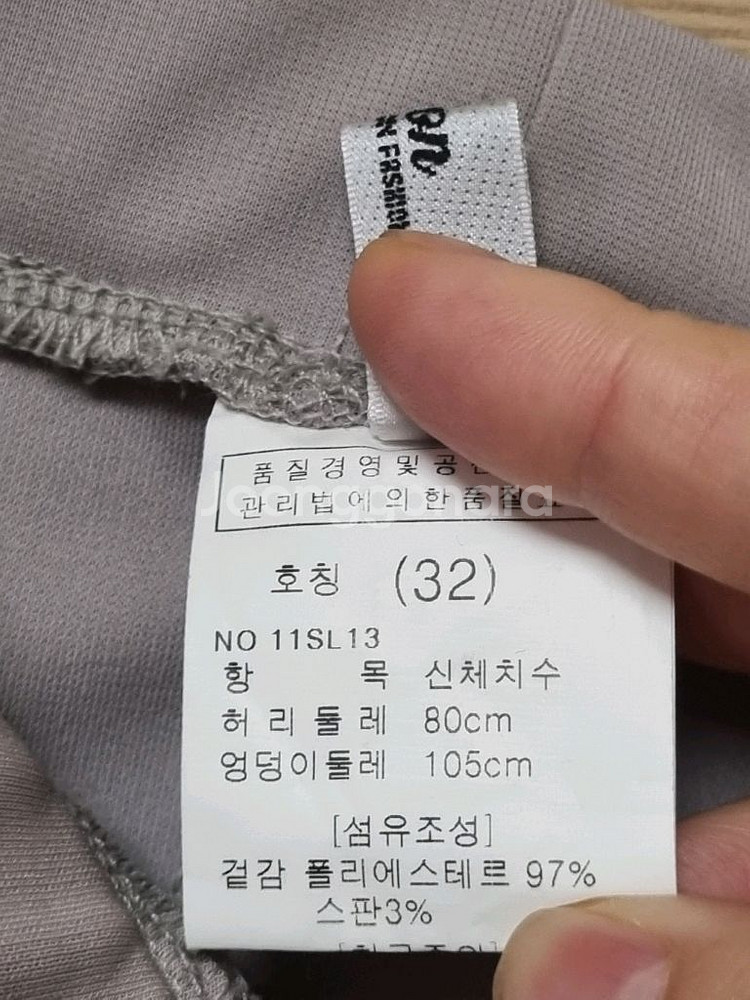 FASHION
품질경영및공
관리법에의한품질
Joonggonara
호칭 (32)
NO 11SL13
항 목 신체치수
허리둘레 80cm
엉덩이둘레 105cm
[섬유조성]
겉감 폴리에스테르 97%
스판3%